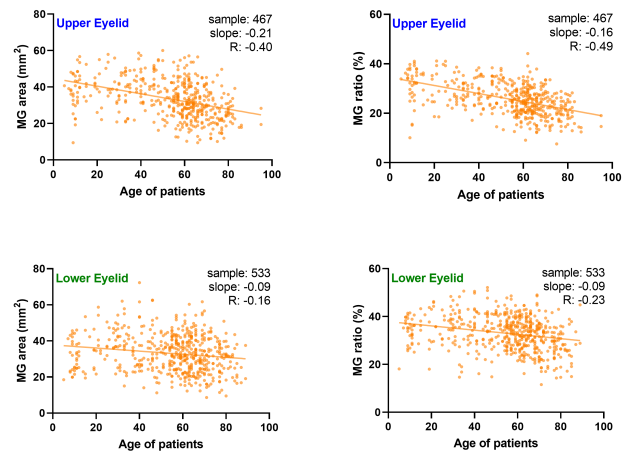 Upper Eyelid
sample: 467
slope: -0.21
R: -0.40
MG area (mm²)
80
60
40
20
0
0 20 40 60 80 100
Age of patients
Upper Eyelid
sample: 467
slope: -0.16
R: -0.49
MG ratio (%)
60
40
20
0
0 20 40 60 80 100
Age of patients
Lower Eyelid
sample: 533
slope: -0.09
R: -0.16
MG area (mm²)
80
60
40
20
0
0 20 40 60 80 100
Age of patients
Lower Eyelid
sample: 533
slope: -0.09
R: -0.23
MG ratio (%)
60
40
20
0
0 20 40 60 80 100
Age of patients